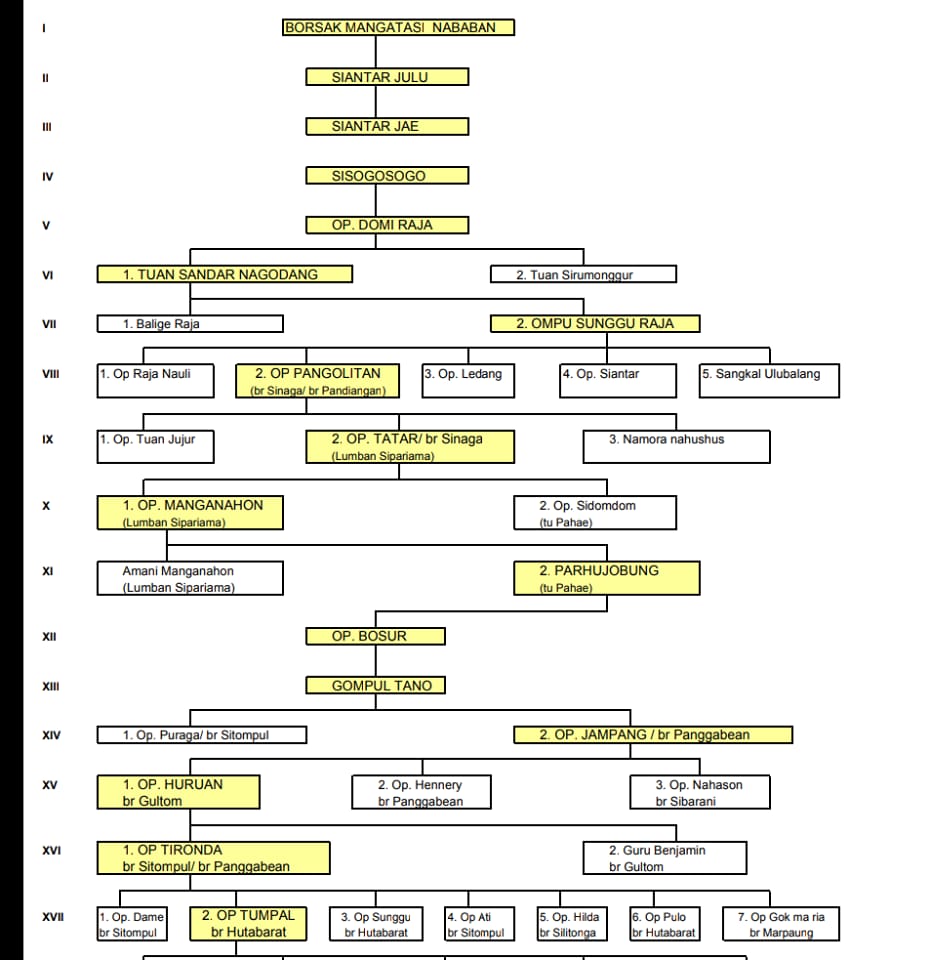 I
BORSAK MANGATASI NABABAN
II
SIANTAR JULU
III
SIANTAR JAE
IV
SISOGOSOGO
V
OP. DOMI RAJA
VI
1. TUAN SANDAR NAGODANG
2. Tuan Sirumonggur
VII
1. Balige Raja
2. OMPU SUNGGU RAJA
VIII
1. Op Raja Nauli
2. OP PANGOLITAN
(br Sinaga/ br Pandiangan)
3. Op. Ledang
4. Op. Siantar
5. Sangkal Ulubalang
IX
1. Op. Tuan Jujur
2. OP. TATAR/ br Sinaga
(Lumban Sipariama)
3. Namora nahushus
X
1. OP. MANGANAHON
(Lumban Sipariama)
2. Op. Sidomdom
(tu Pahae)
XI
Amani Manganahon
(Lumban Sipariama)
2. PARHUJOBUNG
(tu Pahae)
XII
OP. BOSUR
XIII
GOMPUL TANO
XIV
1. Op. Puraga/ br Sitompul
2. OP. JAMPANG / br Panggabean
XV
1. OP. HURUAN
br Gultom
2. Op. Hennery
br Panggabean
3. Op. Nahason
br Sibarani
XVI
1. OP TIRONDA
br Sitompul/ br Panggabean
2. Guru Benjamin
br Gultom
XVII
1. Op. Dame
br Sitompul
2. OP TUMPAL
br Hutabarat
3. Op Sunggu
br Hutabarat
4. Op Ati
br Sitompul
5. Op. Hilda
br Silitonga
6. Op Pulo
br Hutabarat
7. Op Gok ma ria
br Marpaung